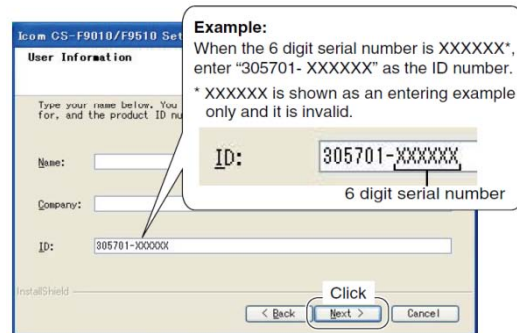 Icom CS-F9010/F9510 Set
User Information
Type your name below. You
for, and the product ID nu
Name:
Company:
ID:
305701-XXXXXX
InstallShield
< Back
Next >
Cancel
Click
Example:
When the 6 digit serial number is XXXXXX*,
enter “305701- XXXXXX” as the ID number.
* XXXXXX is shown as an entering example
only and it is invalid.
ID:
305701-XXXXXX
6 digit serial number